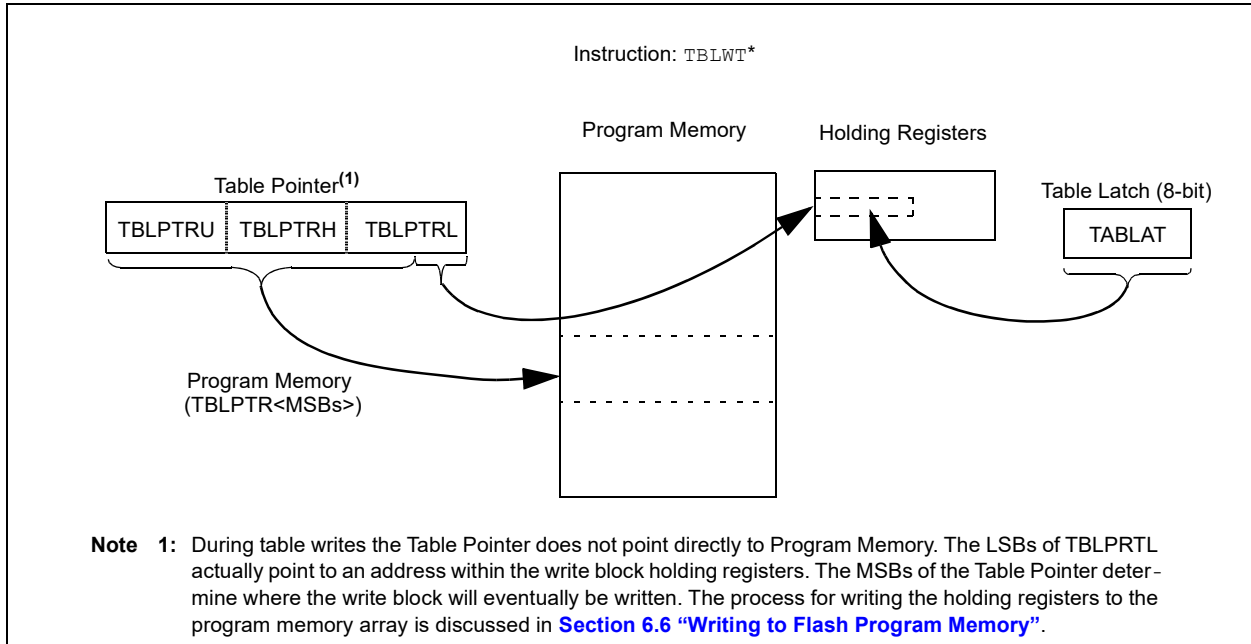 Instruction: TBLWT*
Program Memory
Holding Registers
Table Pointer(1)
Table Latch (8-bit)
TBLPTRU
TBLPTRH
TBLPTRL
TABLAT
Program Memory
(TBLPTR<MSBs>)
Note 1: During table writes the Table Pointer does not point directly to Program Memory. The LSBs of TBLPRTL
actually point to an address within the write block holding registers. The MSBs of the Table Pointer deter-
mine where the write block will eventually be written. The process for writing the holding registers to the
program memory array is discussed in Section 6.6 “Writing to Flash Program Memory”.